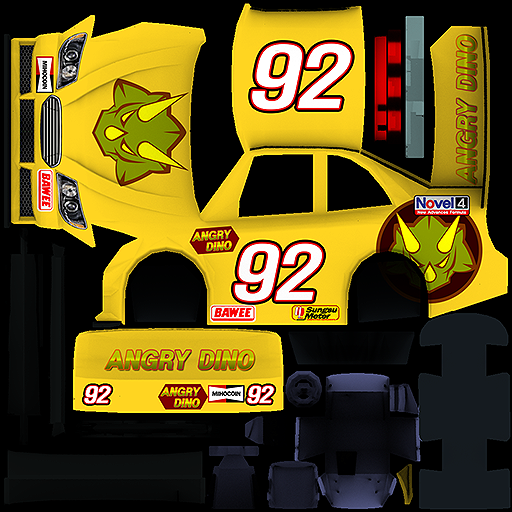 MIHOCOIN
BAWEE
92
ANGRY DINO
Novel 4
New Advances Formula
ANGRY
DINO
92
BAWEE
Sungsu
Motor
ANGRY DINO
92
ANGRY
DINO
MIHOCOIN
92